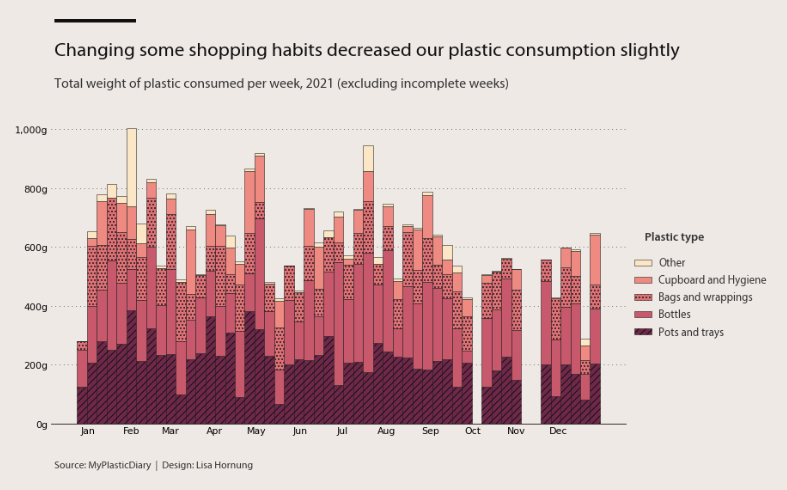 Changing some shopping habits decreased our plastic consumption slightly
Total weight of plastic consumed per week, 2021 (excluding incomplete weeks)
1,000g
800g
600g
400g
200g
0g
Jan Feb Mar Apr May Jun Jul Aug Sep Oct Nov Dec
Plastic type
Other
Cupboard and Hygiene
Bags and wrappings
Bottles
Pots and trays
Source: MyPlasticDiary | Design: Lisa Hornung